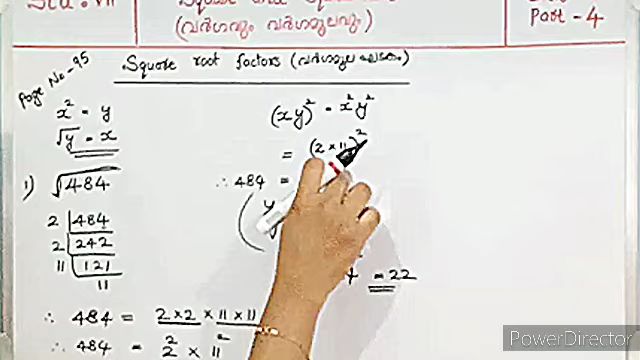 Std: VII
(വർഗവും വർഗമൂലവും)
Part - 4
Page No - 95
Square root factors (വർഗമൂല ഘടകം)
x² = y
√y = x
(xy)² = x²y²
= (2 × 11)²
1) √484
∴ 484 =
2 | 484
2 | 242
11 | 121
11
= 22
∴ 484 = 2 × 2 × 11 × 11
∴ 484 = 2² × 11²
PowerDirector